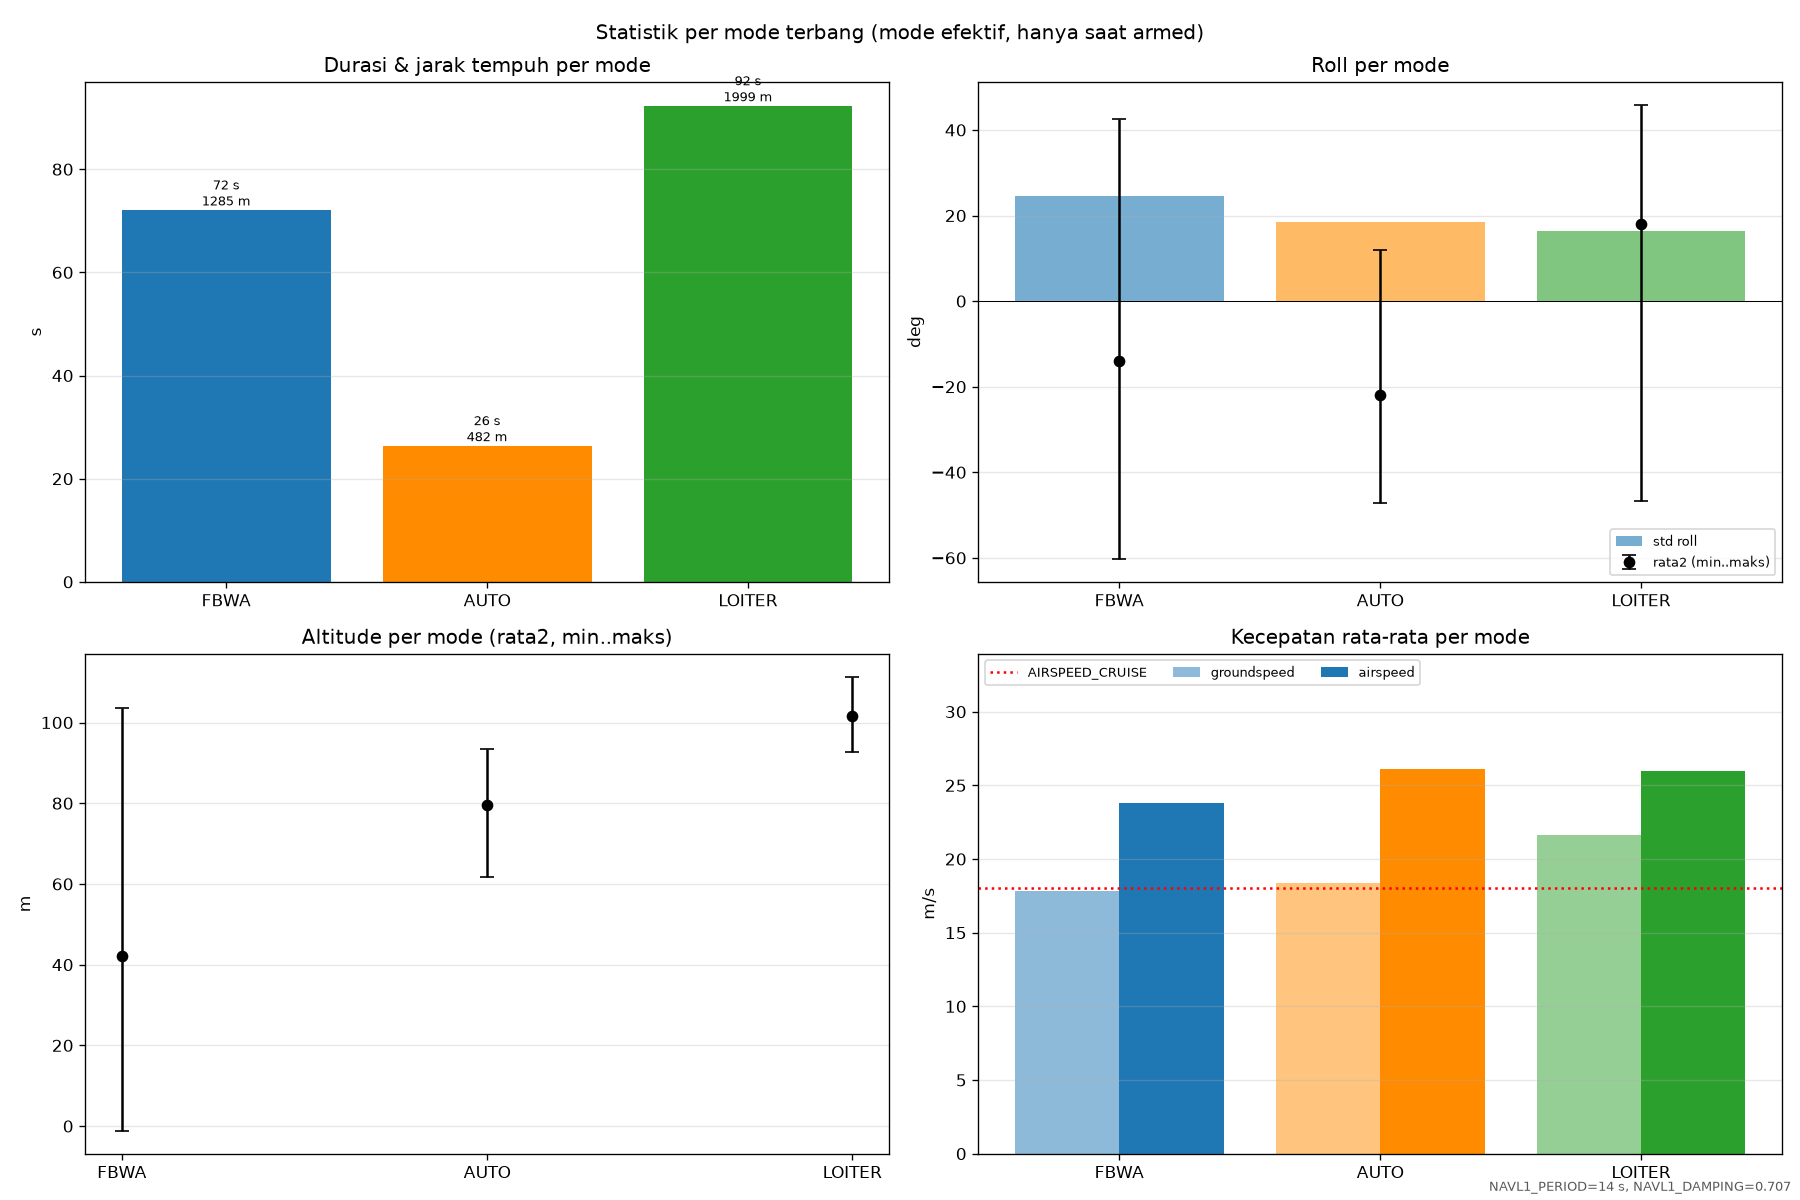 Statistik per mode terbang (mode efektif, hanya saat armed)
Durasi & jarak tempuh per mode
92 s
1999 m
72 s
1285 m
26 s
482 m
80
60
40
20
0
s
FBWA
AUTO
LOITER
Roll per mode
40
20
0
−20
−40
−60
deg
std roll
rata2 (min..maks)
FBWA
AUTO
LOITER
Altitude per mode (rata2, min..maks)
100
80
60
40
20
0
m
FBWA
AUTO
LOITER
Kecepatan rata-rata per mode
AIRSPEED_CRUISE
groundspeed
airspeed
30
25
20
15
10
5
0
m/s
FBWA
AUTO
LOITER
NAVL1_PERIOD=14 s, NAVL1_DAMPING=0.707